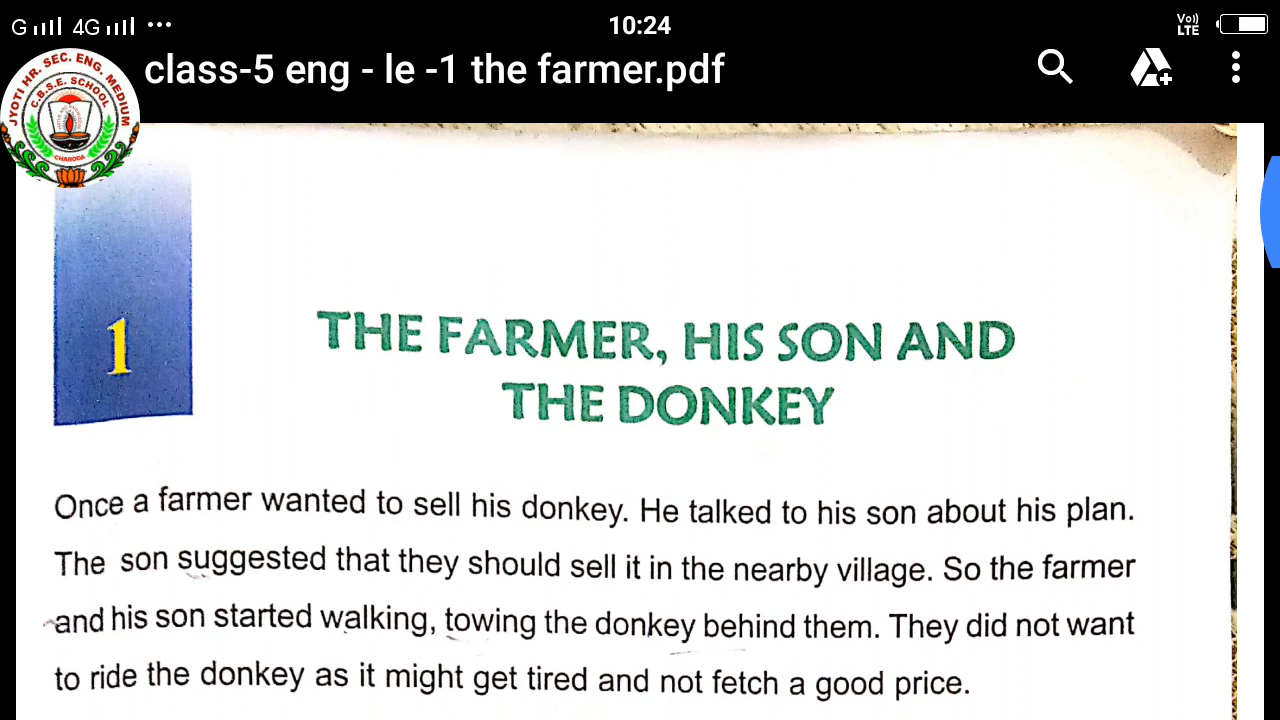 G 4G ... 10:24 Vo)) LTE
class-5 eng - le -1 the farmer.pdf
JYOTI HR. SEC. ENG. MEDIUM
C.B.S.E. SCHOOL
CHARODA
1
THE FARMER, HIS SON AND
THE DONKEY
Once a farmer wanted to sell his donkey. He talked to his son about his plan.
The son suggested that they should sell it in the nearby village. So the farmer
and his son started walking, towing the donkey behind them. They did not want
to ride the donkey as it might get tired and not fetch a good price.